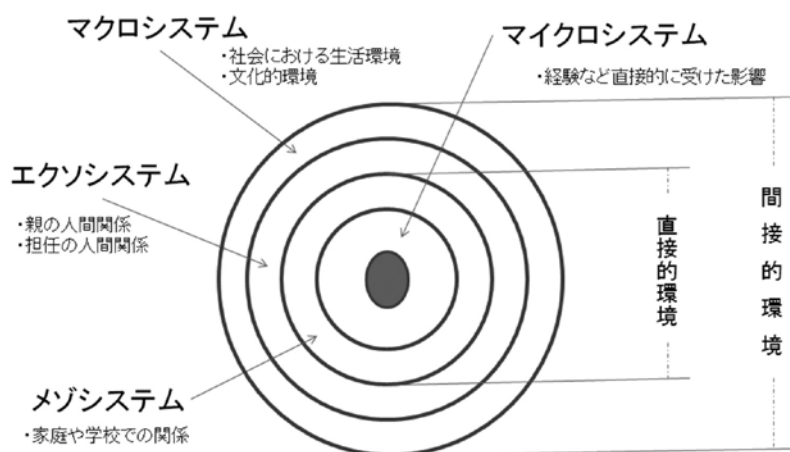 マクロシステム
・社会における生活環境
・文化的環境
マイクロシステム
・経験など直接的に受けた影響
エクソシステム
・親の人間関係
・担任の人間関係
直接的環境
間接的環境
メゾシステム
・家庭や学校での関係